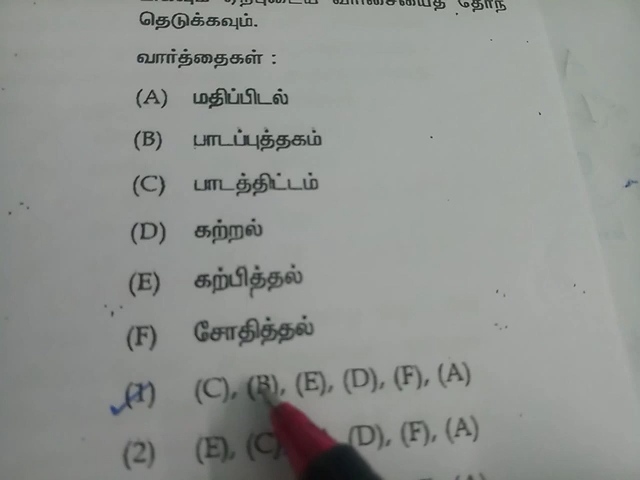 தெடுக்கவும்.
வார்த்தைகள் :
(A) மதிப்பிடல்
(B) பாடப்புத்தகம்
(C) பாடத்திட்டம்
(D) கற்றல்
(E) கற்பித்தல்
(F) சோதித்தல்
(1) (C), (B), (E), (D), (F), (A)
(2) (E), (C), (D), (F), (A)